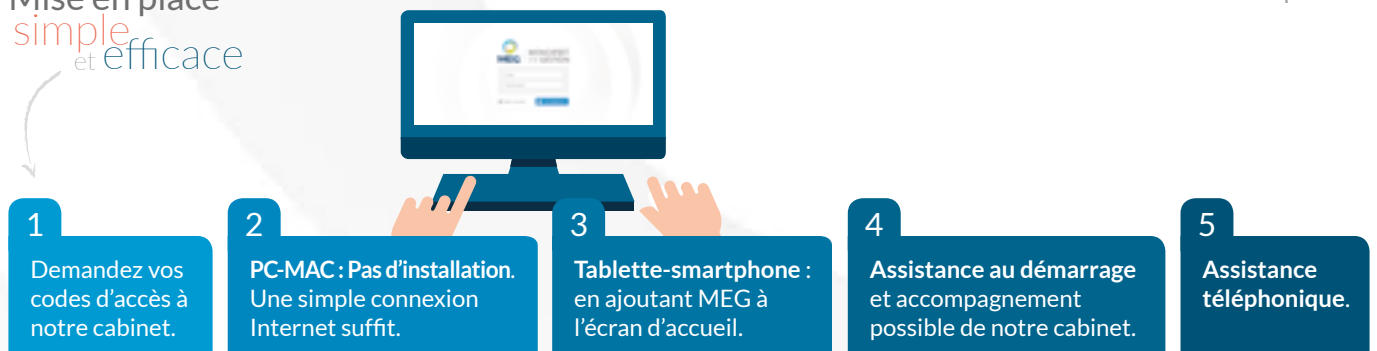 Mise en place
simple
et efficace
MEG
1
Demandez vos
codes d'accès à
notre cabinet.
2
PC-MAC : Pas d'installation.
Une simple connexion
Internet suffit.
3
Tablette-smartphone :
en ajoutant MEG à
l'écran d'accueil.
4
Assistance au démarrage
et accompagnement
possible de notre cabinet.
5
Assistance
téléphonique.